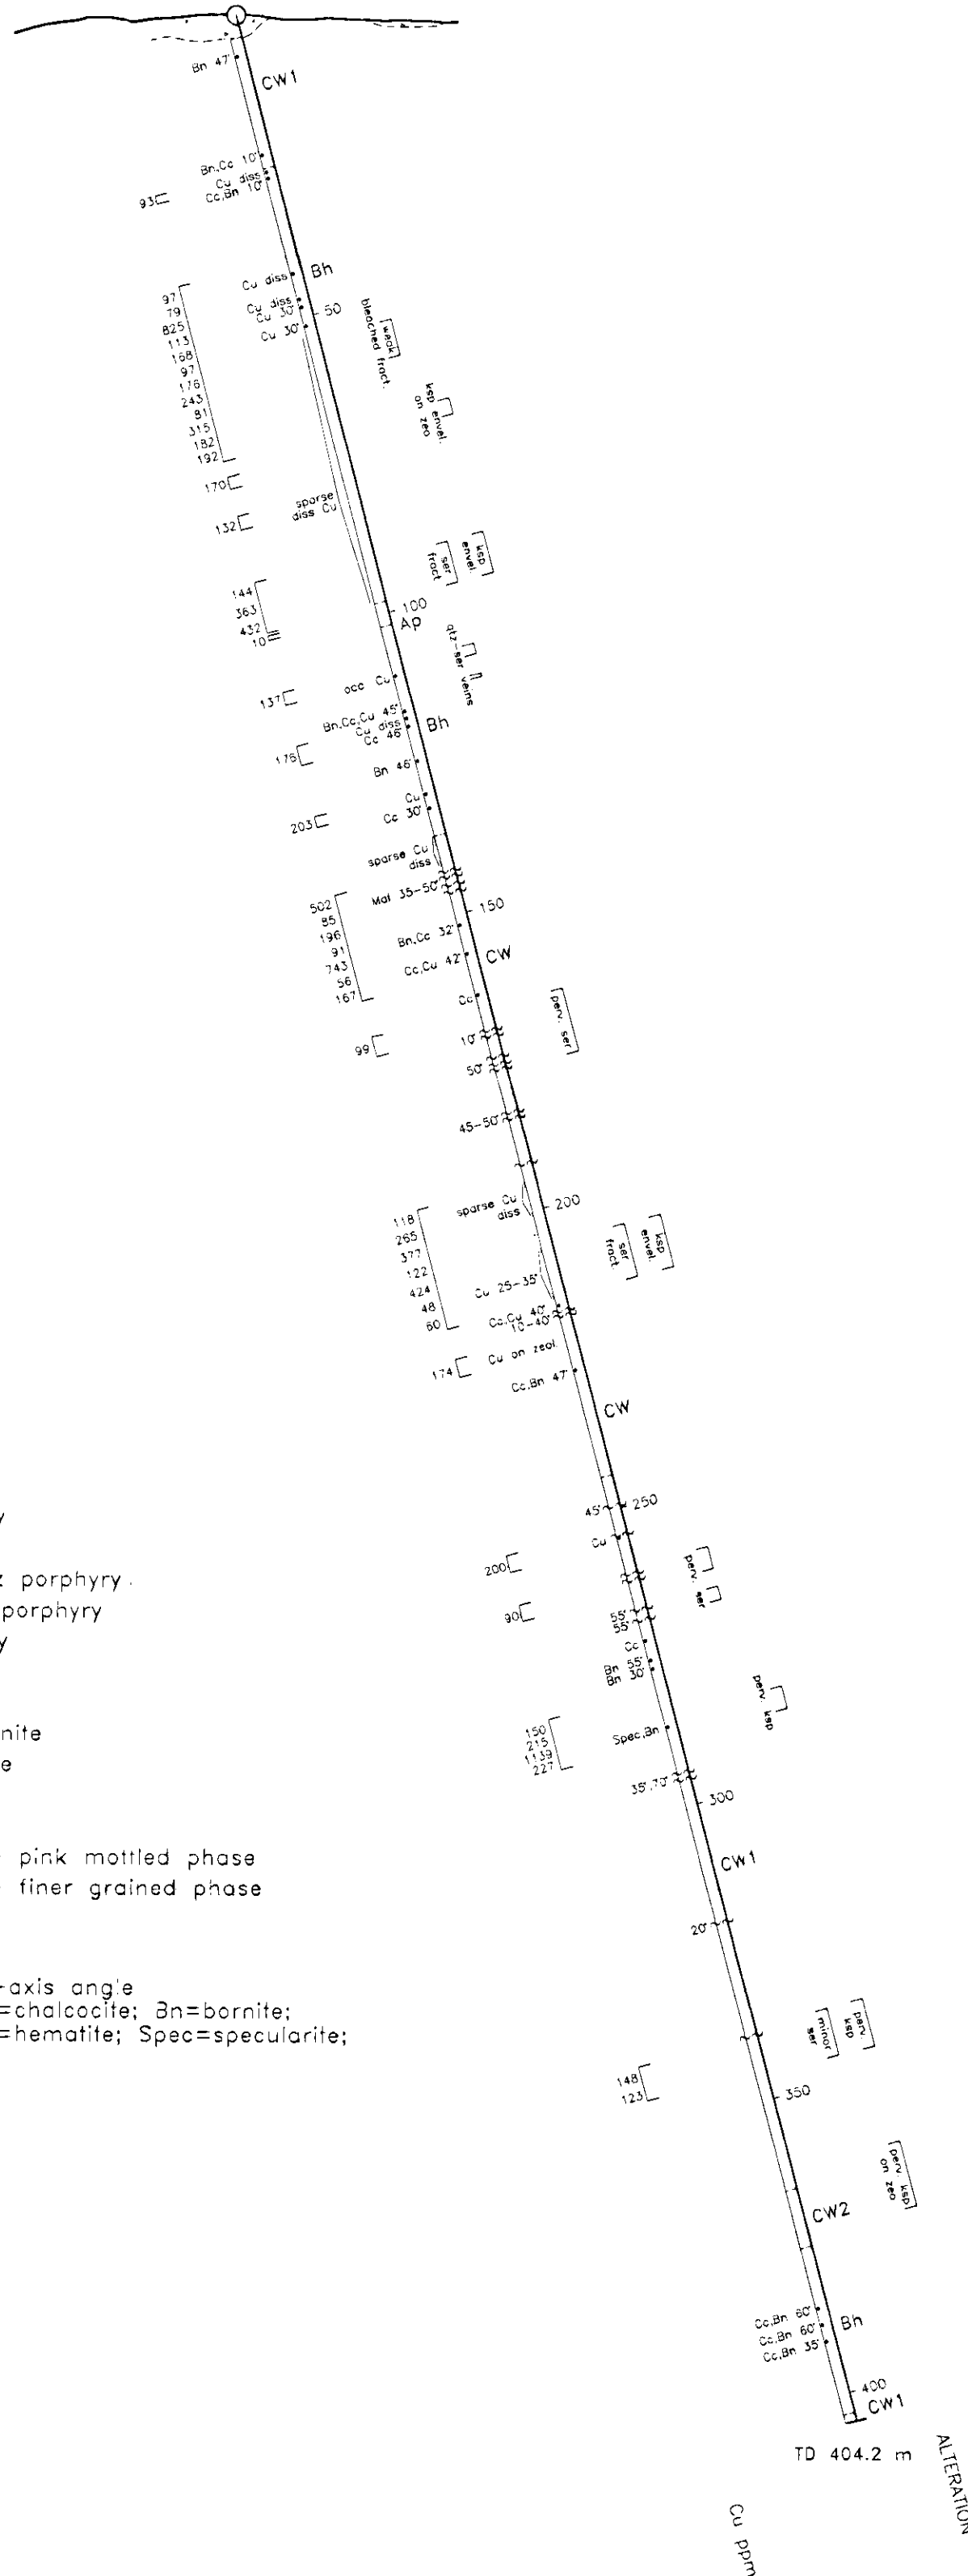 Bn 47°
CW1
Bn,Cc 10°
Cu diss
Cc,Bn 10°
93
Cu diss
Bh
Cu diss
Cu 30°
Cu 30°
50
97
79
825
113
168
97
176
243
81
315
182
192
weak
bleached fract.
ksp envel.
on zeo
170
132
sparse
diss Cu
ksp
envel.
ser
fract
144
363
432
10
100
Ap
qtz-ser veins
occ Cu
137
Bn,Cc,Cu 45°
Cu diss
Cc 46°
Bh
176
Bn 46°
Cu
Cc 30°
203
sparse Cu
diss
Mal 35-50°
150
502
85
196
91
743
56
167
Bn,Cc 32°
Cc,Cu 42°
CW
Cc
perv. ser
10°
99
50°
45-50°
200
sparse Cu
diss
118
265
377
122
424
48
60
ksp
envel.
ser
fract
Cu 25-35°
Cc,Cu 40°
10-40°
Cu on zeol.
174
Cc,Bn 47°
CW
45°
250
Cu
200
perv. ser
90
55°
55°
Cc
Bn 55°
Bn 30°
perv. ksp
150
215
1139
227
Spec,Bn
35°,70°
300
CW1
20°
perv.
ksp
minor
ser
148
123
350
perv. ksp
on zeo
CW2
Cc,Bn 60°
Cc,Bn 60°
Cc,Bn 35°
Bh
400
CW1
TD 404.2 m
ALTERATION
Cu ppm
y
z porphyry.
porphyry
y
nite
e
- pink mottled phase
- finer grained phase
-axis angle
=chalcocite; Bn=bornite;
=hematite; Spec=specularite;